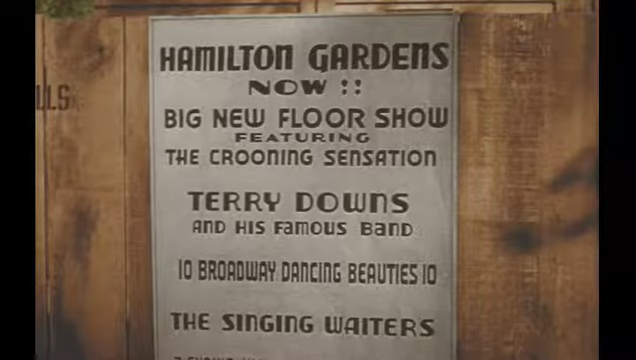 HAMILTON GARDENS
NOW !!
BIG NEW FLOOR SHOW
FEATURING
THE CROONING SENSATION
TERRY DOWNS
AND HIS FAMOUS BAND
10 BROADWAY DANCING BEAUTIES 10
THE SINGING WAITERS